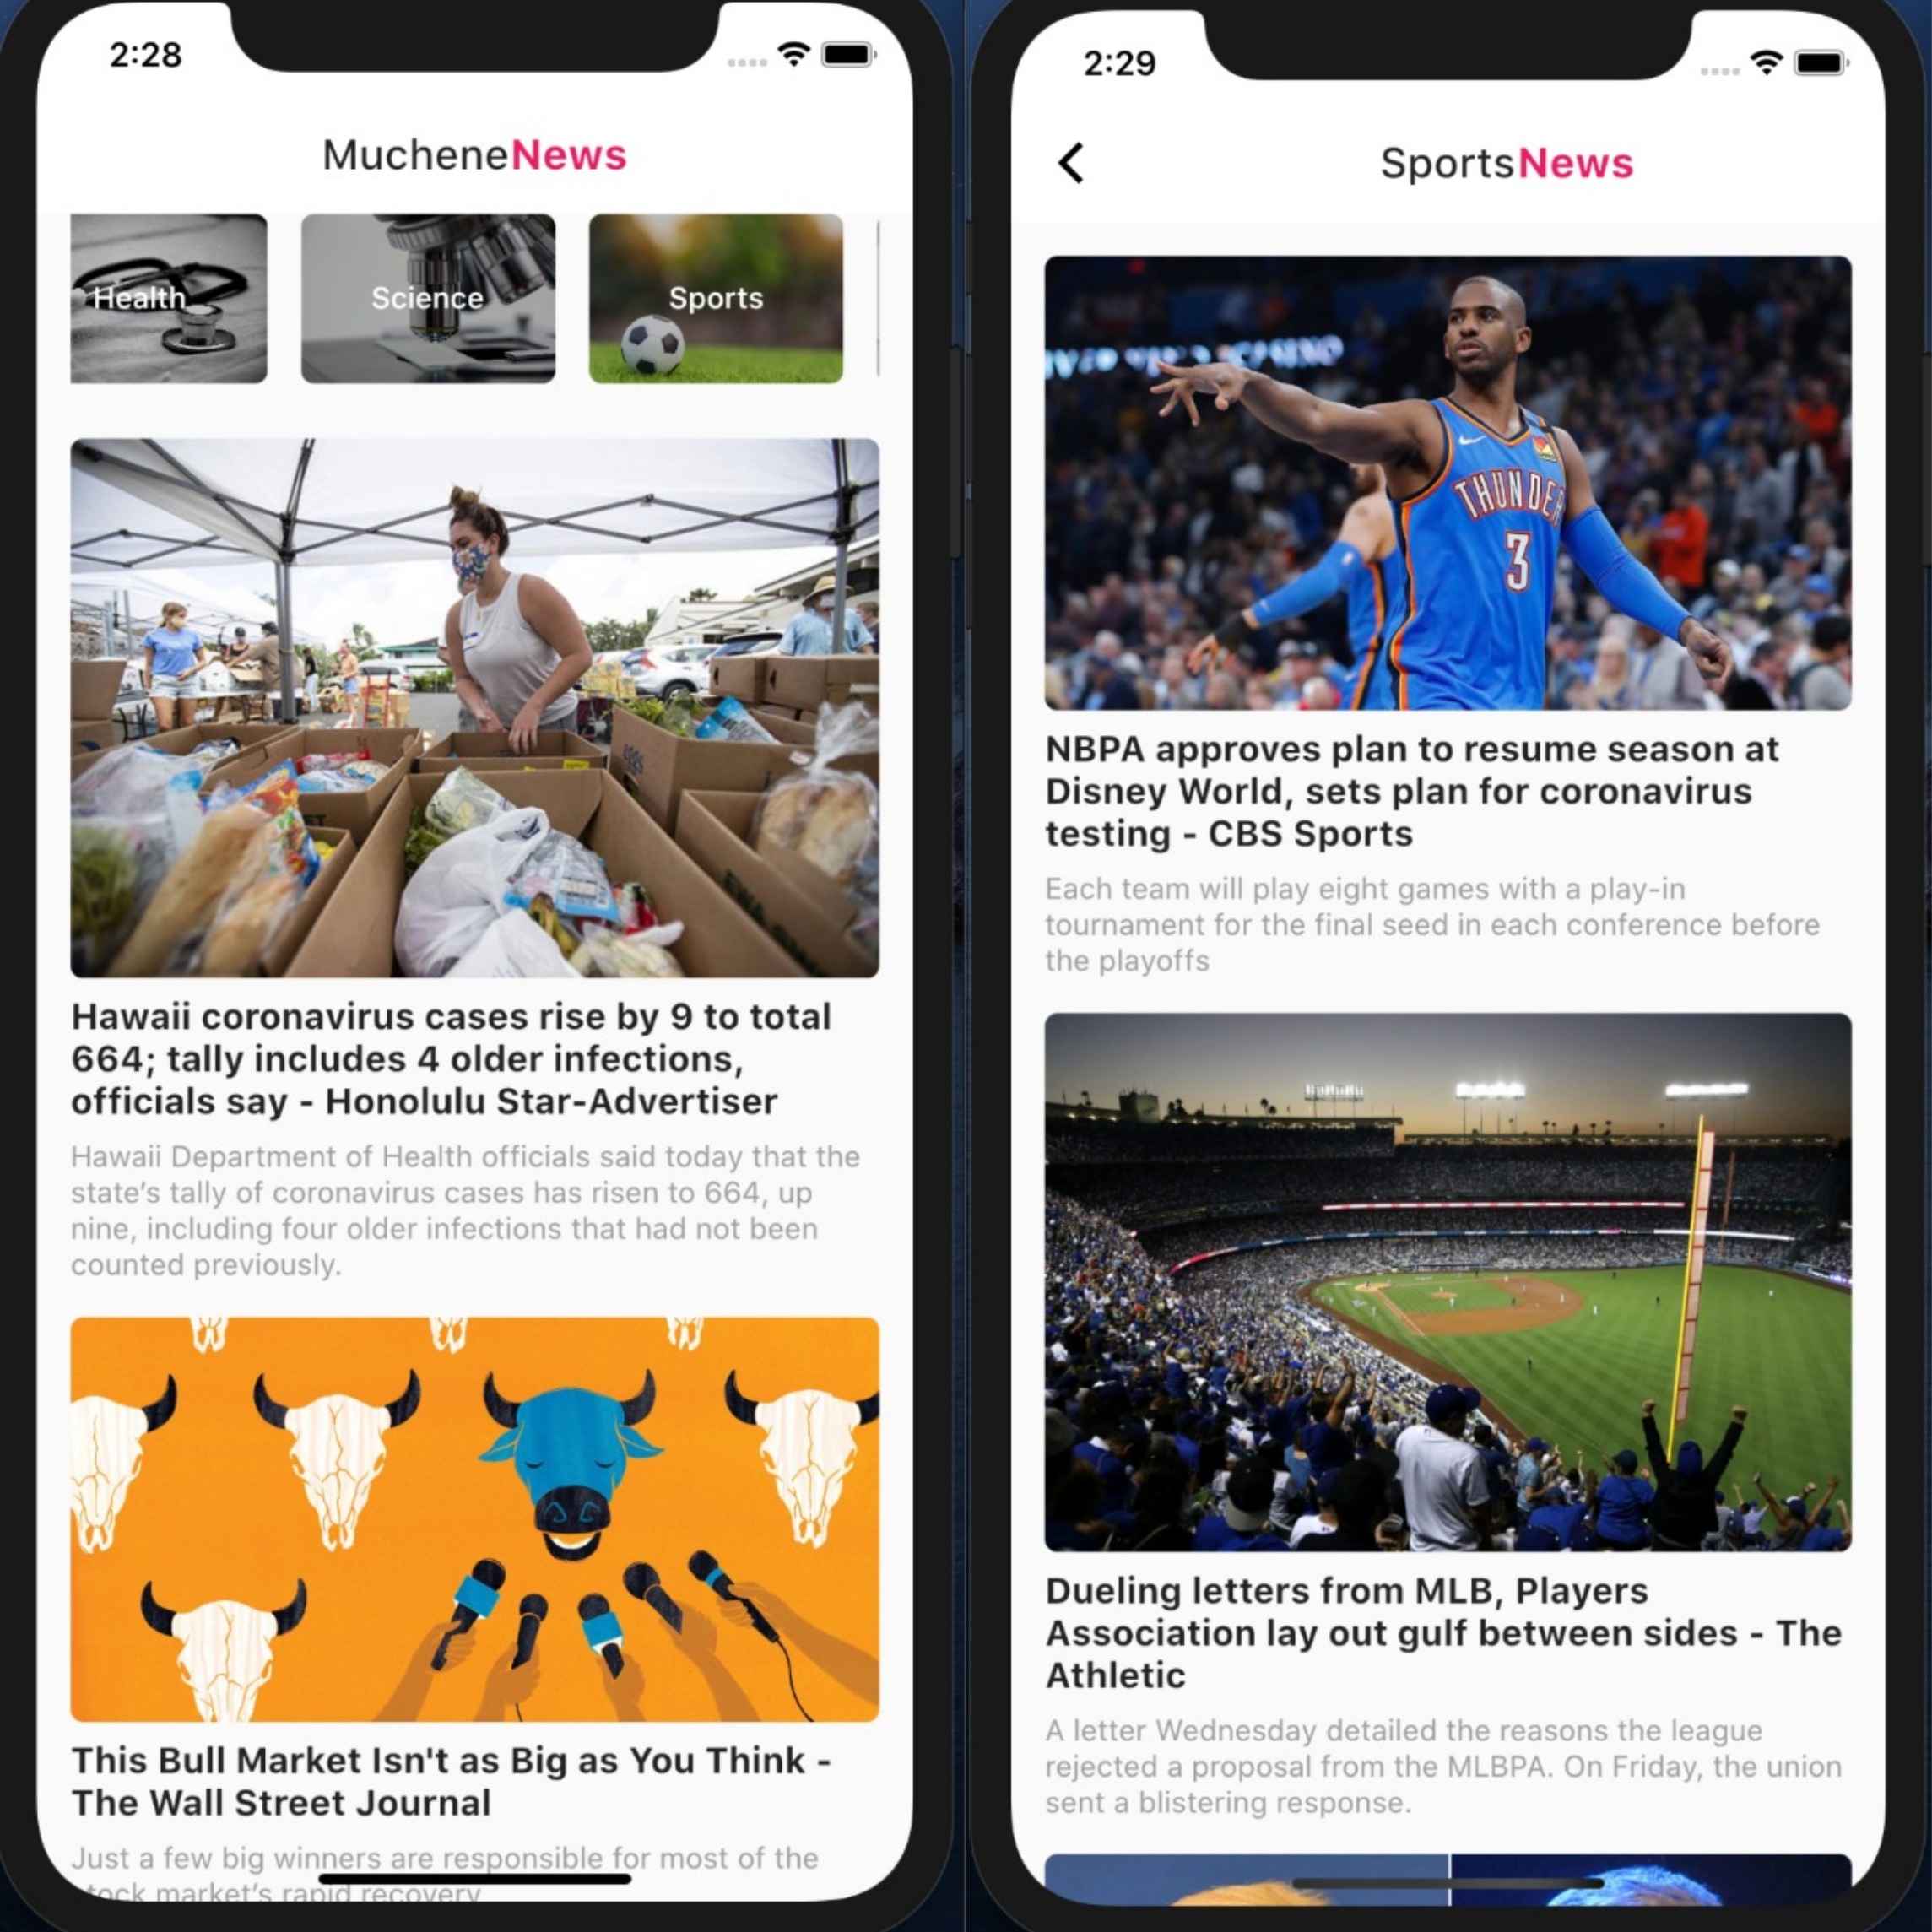 2:28
MucheneNews
Health
Science
Sports
Hawaii coronavirus cases rise by 9 to total
664; tally includes 4 older infections,
officials say - Honolulu Star-Advertiser
Hawaii Department of Health officials said today that the
state's tally of coronavirus cases has risen to 664, up
nine, including four older infections that had not been
counted previously.
This Bull Market Isn't as Big as You Think -
The Wall Street Journal
Just a few big winners are responsible for most of the
stock market's rapid recovery
2:29
SportsNews
THUNDER
3
NBPA approves plan to resume season at
Disney World, sets plan for coronavirus
testing - CBS Sports
Each team will play eight games with a play-in
tournament for the final seed in each conference before
the playoffs
Dueling letters from MLB, Players
Association lay out gulf between sides - The
Athletic
A letter Wednesday detailed the reasons the league
rejected a proposal from the MLBPA. On Friday, the union
sent a blistering response.